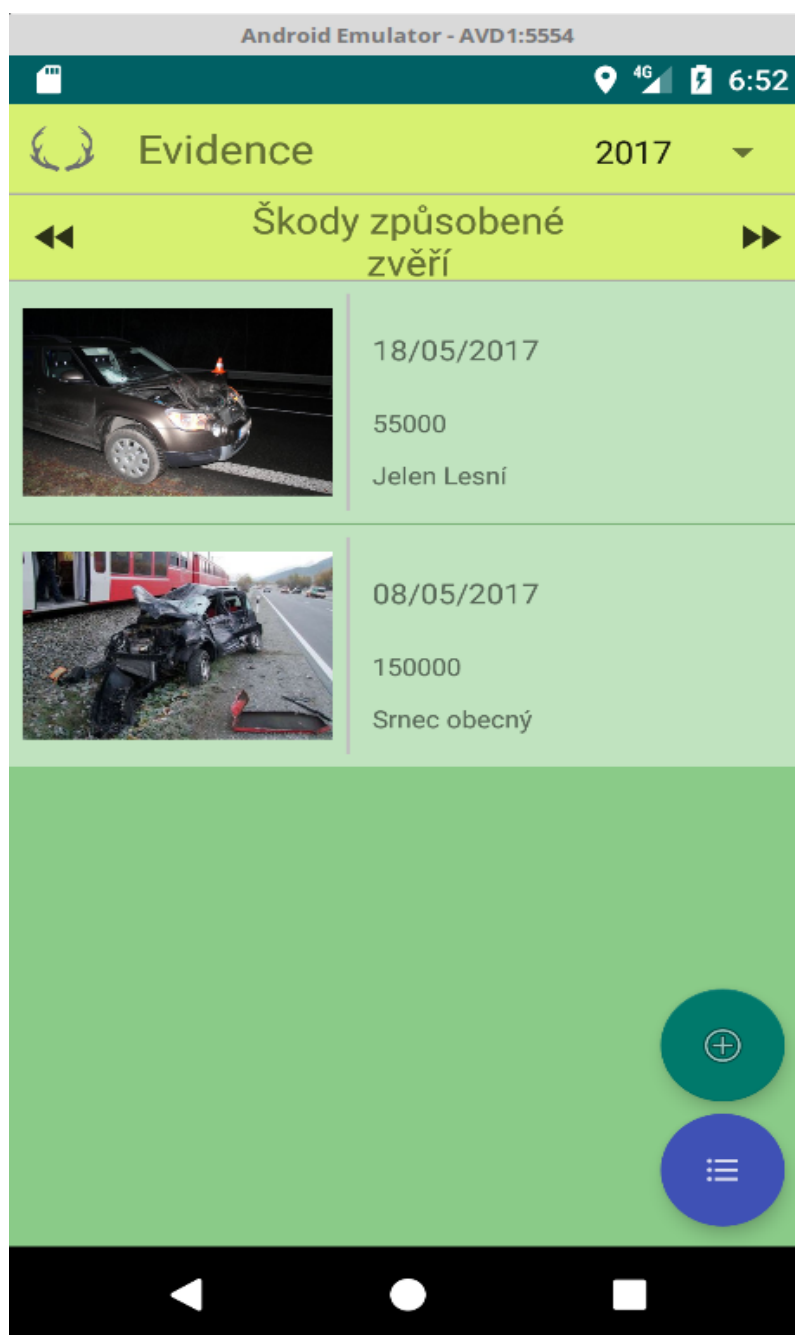 Android Emulator - AVD1:5554
4G 6:52
Evidence 2017
Škody způsobené
zvěří
18/05/2017
55000
Jelen Lesní
08/05/2017
150000
Srnec obecný